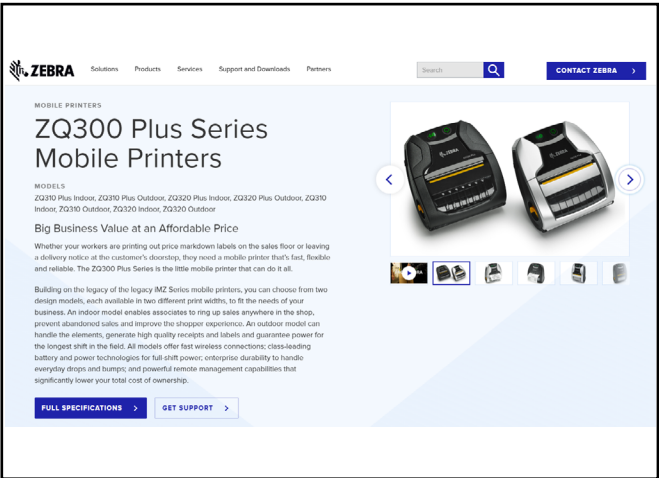 ZEBRA
Solutions Products Services Support and Downloads Partners
Search
CONTACT ZEBRA
MOBILE PRINTERS
ZQ300 Plus Series
Mobile Printers
MODELS
ZQ310 Plus Indoor, ZQ310 Plus Outdoor, ZQ320 Plus Indoor, ZQ320 Plus Outdoor, ZQ310
Indoor, ZQ310 Outdoor, ZQ320 Indoor, ZQ320 Outdoor
Big Business Value at an Affordable Price
Whether your workers are printing out price markdown labels on the sales floor or leaving
a delivery notice at the customer's doorstep, they need a mobile printer that's fast, flexible
and reliable. The ZQ300 Plus Series is the little mobile printer that can do it all.
Building on the legacy of the legacy iMZ Series mobile printers, you can choose from two
design models, each available in two different print widths, to fit the needs of your
business. An indoor model enables associates to ring up sales anywhere in the shop,
prevent abandoned sales and improve the shopper experience. An outdoor model can
handle the elements, generate high quality receipts and labels and guarantee power for
the longest shift in the field. All models offer fast wireless connections; class-leading
battery and power technologies for full-shift power; enterprise durability to handle
everyday drops and bumps; and powerful remote management capabilities that
significantly lower your total cost of ownership.
FULL SPECIFICATIONS
GET SUPPORT
ZEBRA
ZEBRA